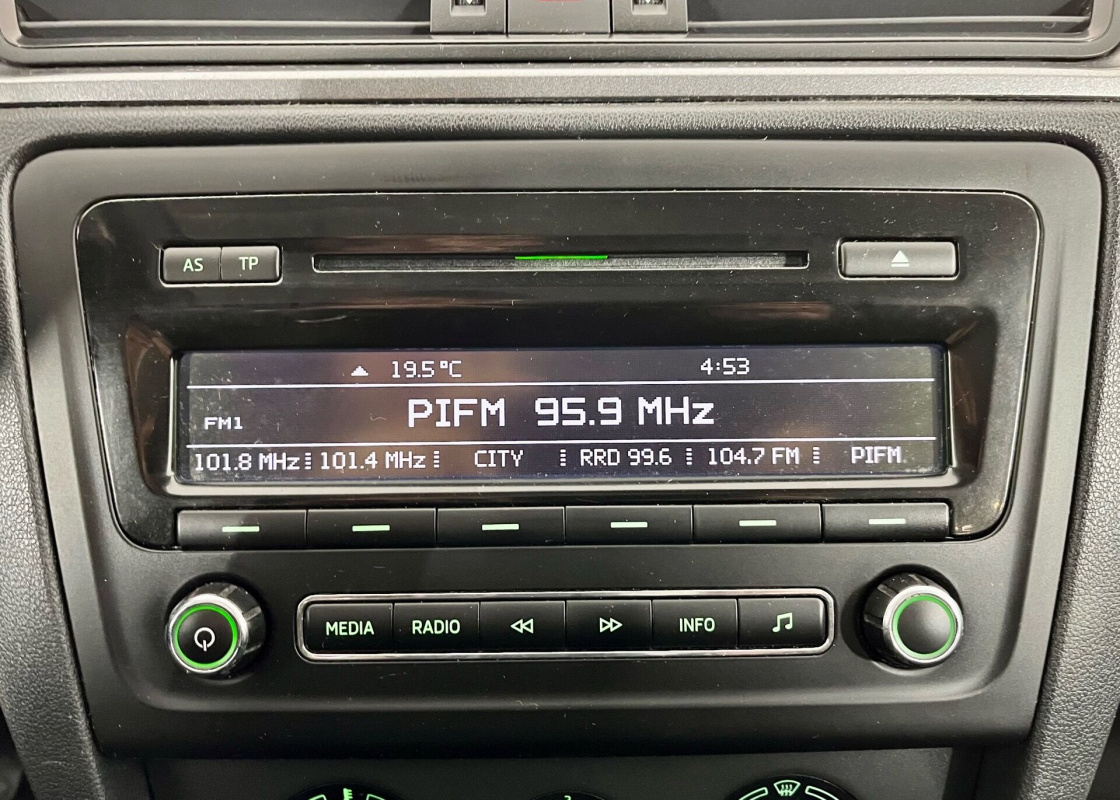 AS TP
19.5°C 4:53
FM1 PIFM 95.9 MHz
101.8 MHz 101.4 MHz CITY RRD 99.6 104.7 FM PIFM
MEDIA RADIO INFO